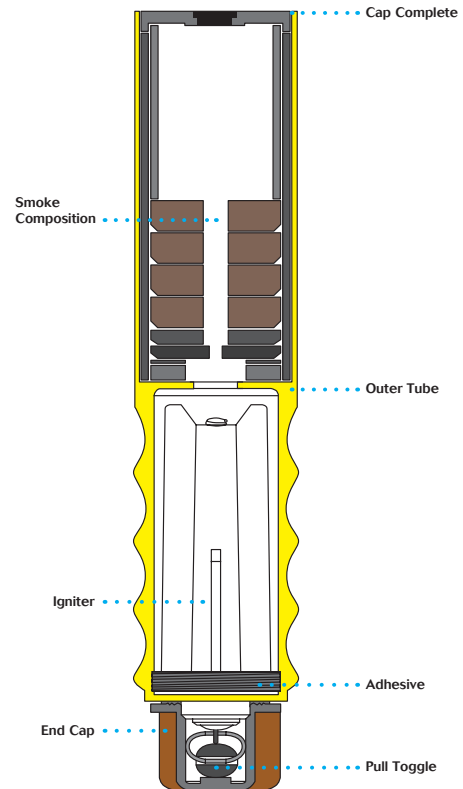 Cap Complete
Smoke
Composition
Outer Tube
Igniter
Adhesive
End Cap
Pull Toggle